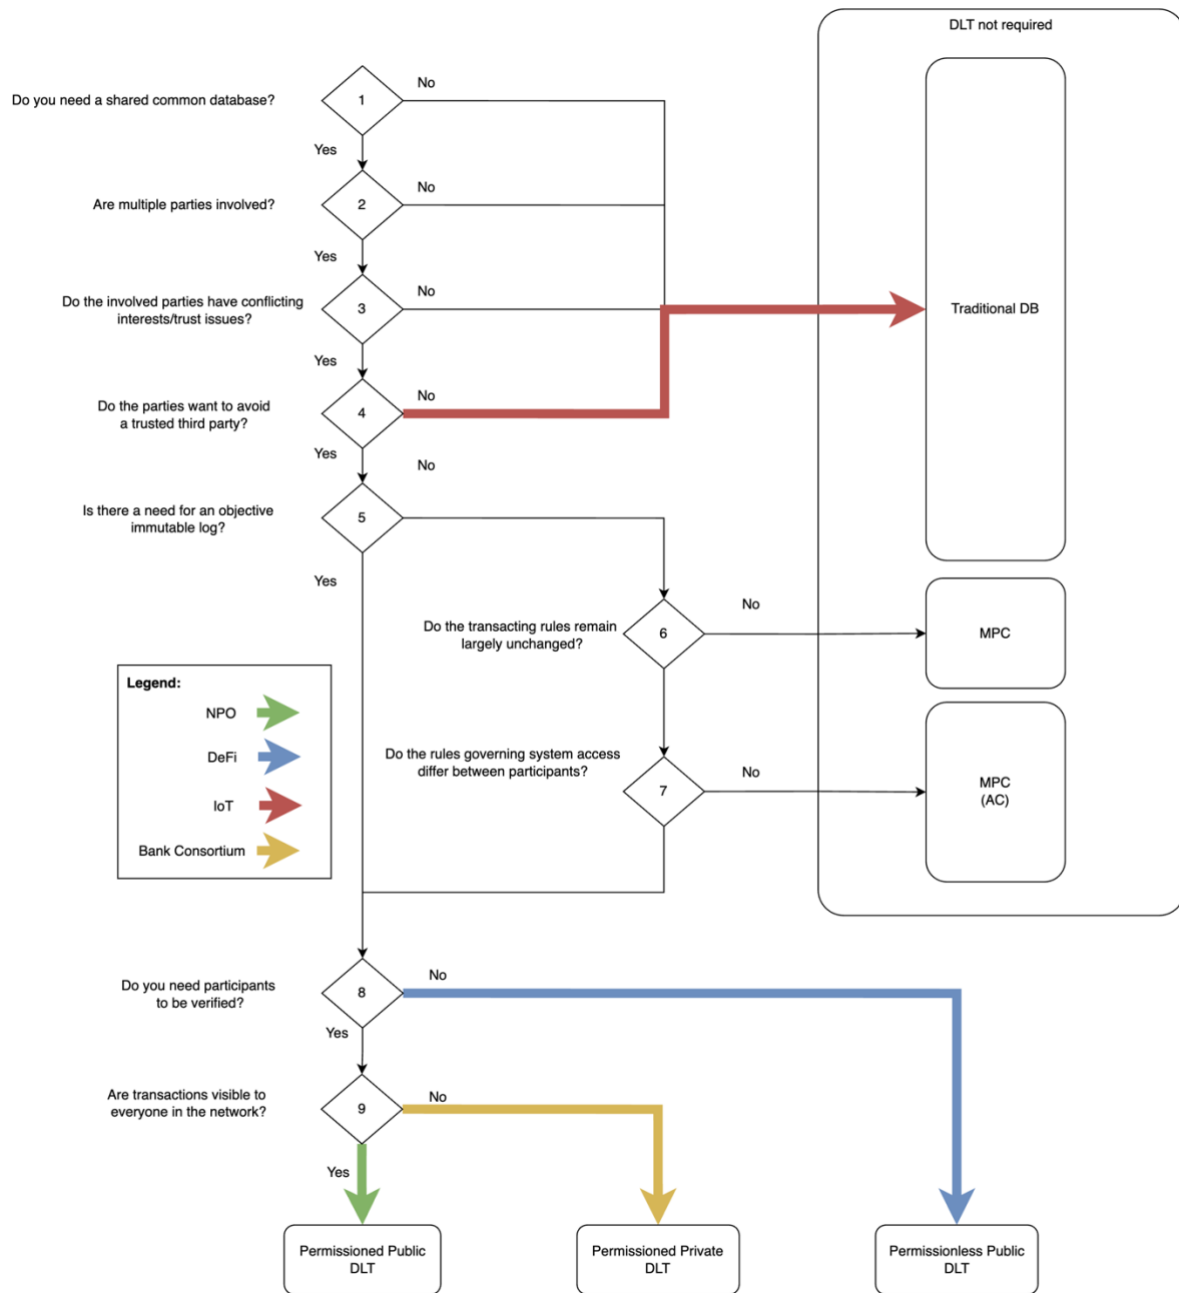 DLT not required
No
Do you need a shared common database?
1
Yes
No
Are multiple parties involved?
2
Yes
No
Do the involved parties have conflicting
interests/trust issues?
3
Traditional DB
Yes
No
Do the parties want to avoid
a trusted third party?
4
Yes
No
Is there a need for an objective
immutable log?
5
Yes
No
Do the transacting rules remain
largely unchanged?
6
MPC
Legend:
NPO
DeFi
IoT
Bank Consortium
Do the rules governing system access
differ between participants?
No
7
MPC
(AC)
No
Do you need participants
to be verified?
8
Yes
Are transactions visible to
everyone in the network?
No
9
Yes
Permissioned Public
DLT
Permissioned Private
DLT
Permissionless Public
DLT